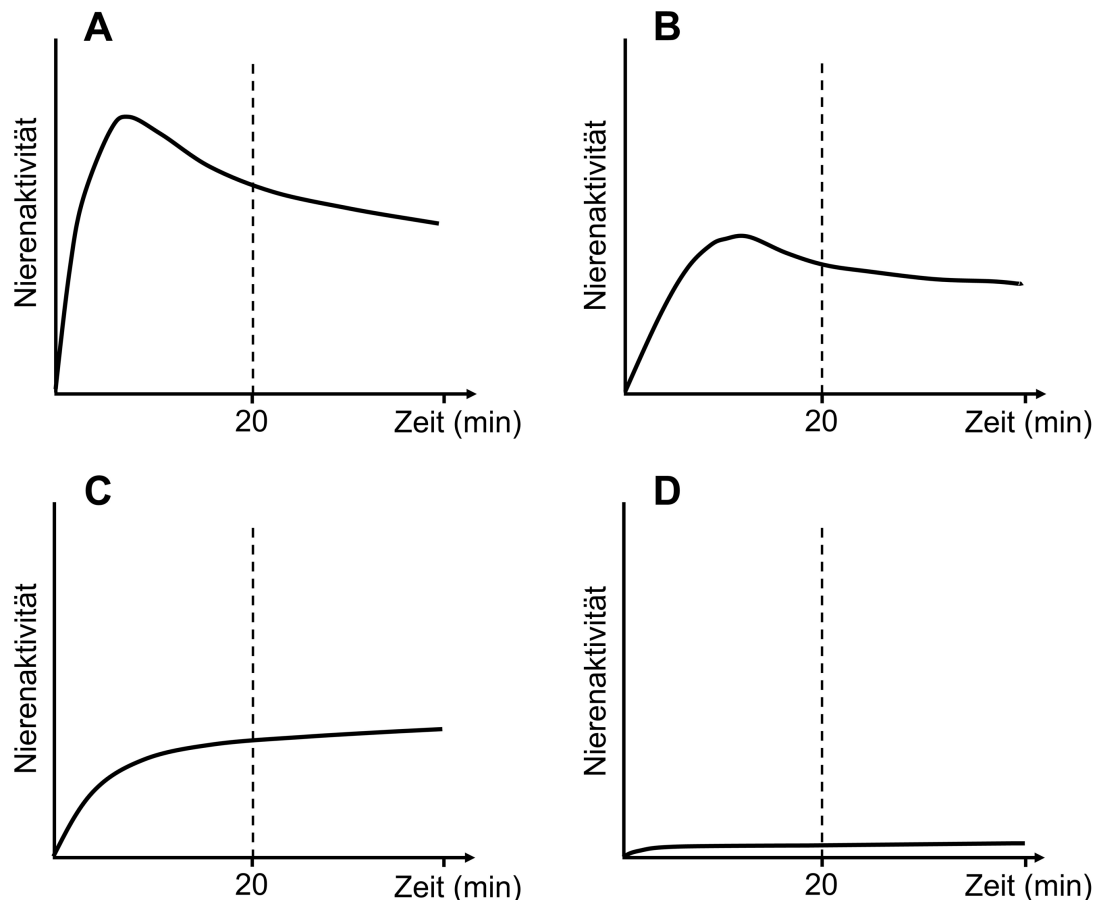 A
Nierenaktivität
20
Zeit (min)
B
Nierenaktivität
20
Zeit (min)
C
Nierenaktivität
20
Zeit (min)
D
Nierenaktivität
20
Zeit (min)